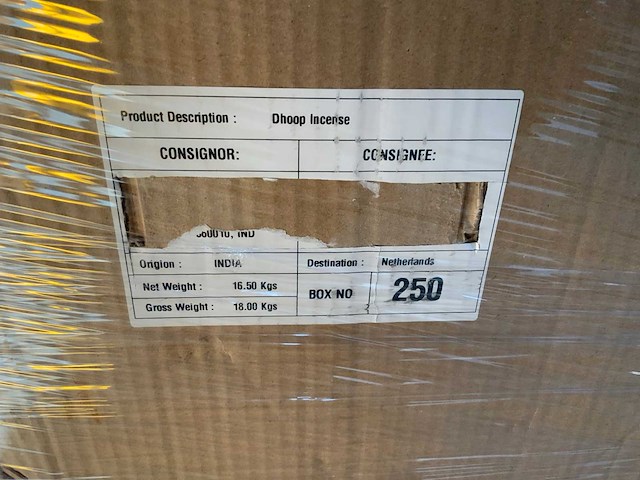 Product Description : Dhoop Incense
CONSIGNOR: CONSIGNEE:
360010, IND
Origion : INDIA Destination : Netherlands
Net Weight : 16.50 Kgs
BOX NO 250
Gross Weight : 18.00 Kgs